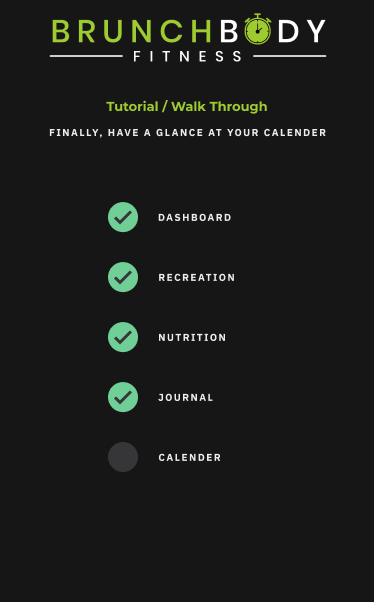 BRUNCHBODY
FITNESS
Tutorial / Walk Through
FINALLY, HAVE A GLANCE AT YOUR CALENDER
DASHBOARD
RECREATION
NUTRITION
JOURNAL
CALENDER